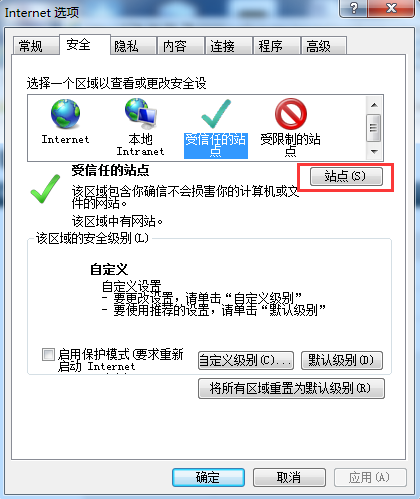 Internet 选项
常规 安全 隐私 内容 连接 程序 高级
选择一个区域以查看或更改安全设
Internet 本地 Intranet 受信任的站点 受限制的站点
受信任的站点
站点(S)
该区域包含你确信不会损害你的计算机或文
件的网站。
该区域中有网站。
该区域的安全级别(L)
自定义
自定义设置
- 要更改设置，请单击“自定义级别”
- 要使用推荐的设置，请单击“默认级别”
启用保护模式(要求重新
启动 Internet
自定义级别(C)... 默认级别(D)
将所有区域重置为默认级别(R)
确定 取消 应用(A)